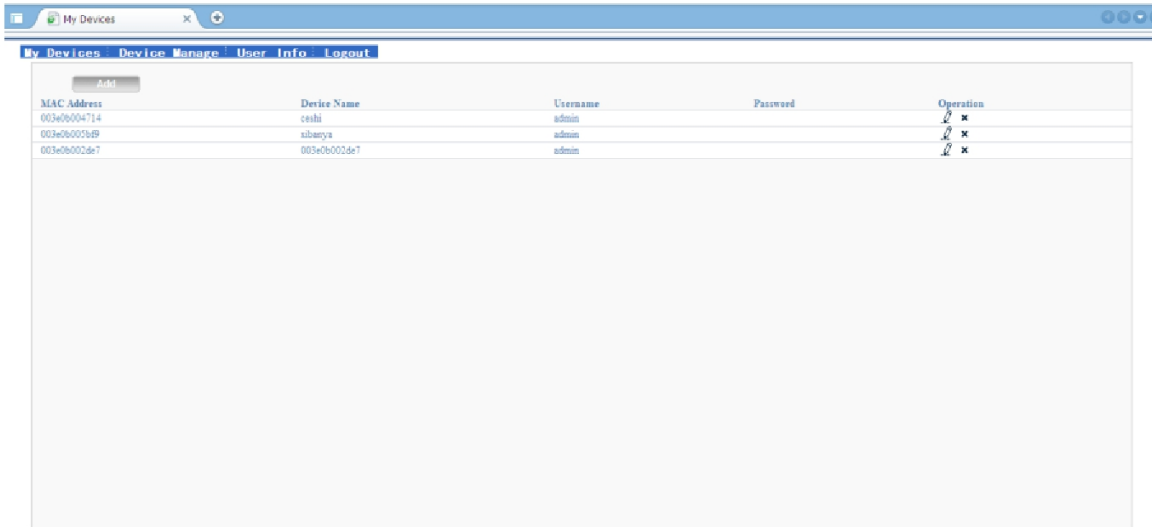 My Devices
My Devices Device Manage User Info Logout
Add
MAC Address Device Name Username Password Operation
003e0b004714 ceshi admin
003e0b005bf9 xibanya admin
003e0b002de7 003e0b002de7 admin